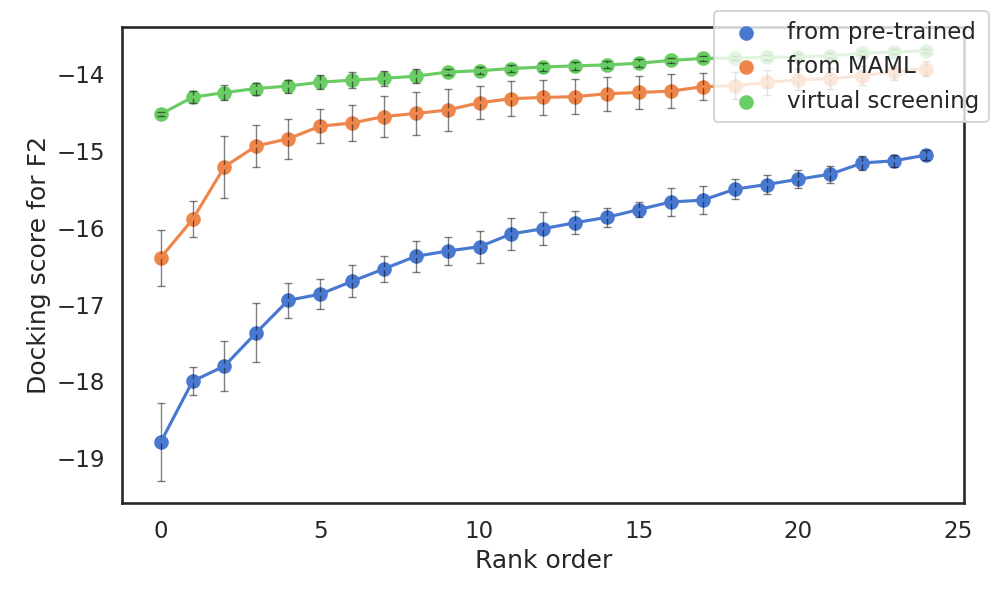 from pre-trained
from MAML
virtual screening
Docking score for F2
−14
−15
−16
−17
−18
−19
0 5 10 15 20 25
Rank order